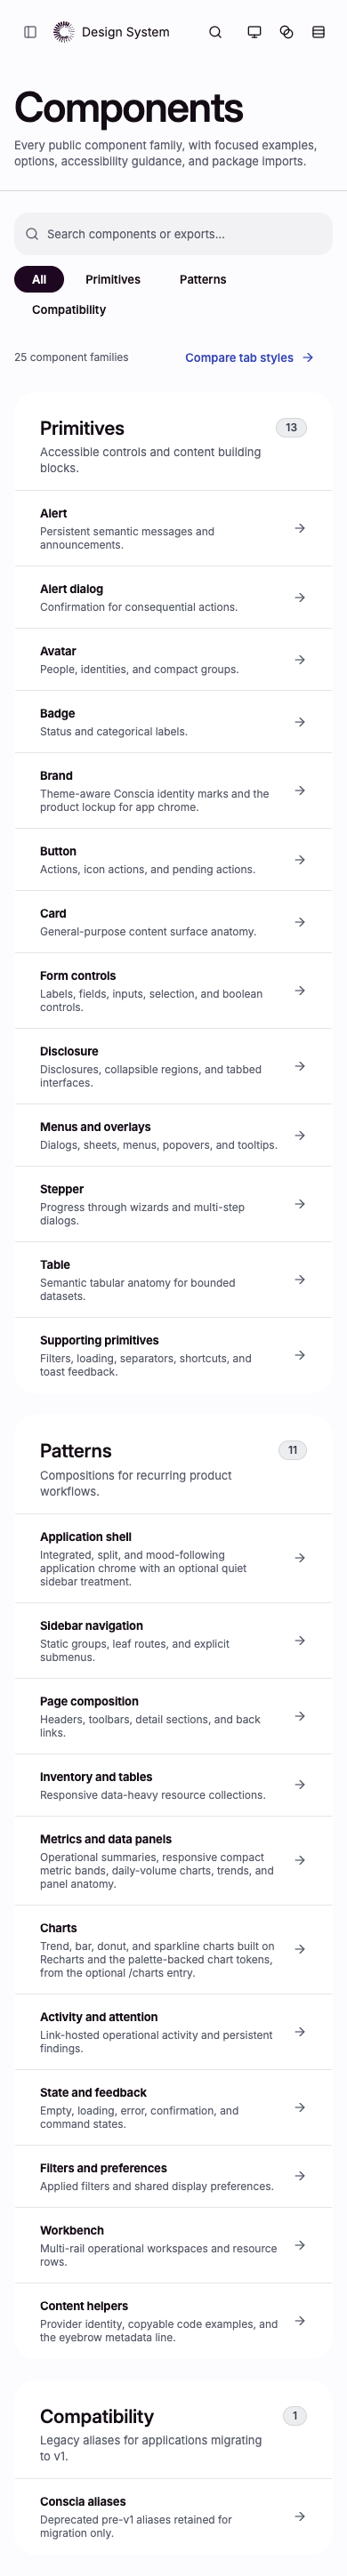 Design System
Components
Every public component family, with focused examples,
options, accessibility guidance, and package imports.
Search components or exports...
All
Primitives
Patterns
Compatibility
25 component families
Compare tab styles
Primitives
13
Accessible controls and content building
blocks.
Alert
Persistent semantic messages and
announcements.
Alert dialog
Confirmation for consequential actions.
Avatar
People, identities, and compact groups.
Badge
Status and categorical labels.
Brand
Theme-aware Conscia identity marks and the
product lockup for app chrome.
Button
Actions, icon actions, and pending actions.
Card
General-purpose content surface anatomy.
Form controls
Labels, fields, inputs, selection, and boolean
controls.
Disclosure
Disclosures, collapsible regions, and tabbed
interfaces.
Menus and overlays
Dialogs, sheets, menus, popovers, and tooltips.
Stepper
Progress through wizards and multi-step
dialogs.
Table
Semantic tabular anatomy for bounded
datasets.
Supporting primitives
Filters, loading, separators, shortcuts, and
toast feedback.
Patterns
11
Compositions for recurring product
workflows.
Application shell
Integrated, split, and mood-following
application chrome with an optional quiet
sidebar treatment.
Sidebar navigation
Static groups, leaf routes, and explicit
submenus.
Page composition
Headers, toolbars, detail sections, and back
links.
Inventory and tables
Responsive data-heavy resource collections.
Metrics and data panels
Operational summaries, responsive compact
metric bands, daily-volume charts, trends, and
panel anatomy.
Charts
Trend, bar, donut, and sparkline charts built on
Recharts and the palette-backed chart tokens,
from the optional /charts entry.
Activity and attention
Link-hosted operational activity and persistent
findings.
State and feedback
Empty, loading, error, confirmation, and
command states.
Filters and preferences
Applied filters and shared display preferences.
Workbench
Multi-rail operational workspaces and resource
rows.
Content helpers
Provider identity, copyable code examples, and
the eyebrow metadata line.
Compatibility
1
Legacy aliases for applications migrating
to v1.
Conscia aliases
Deprecated pre-v1 aliases retained for
migration only.